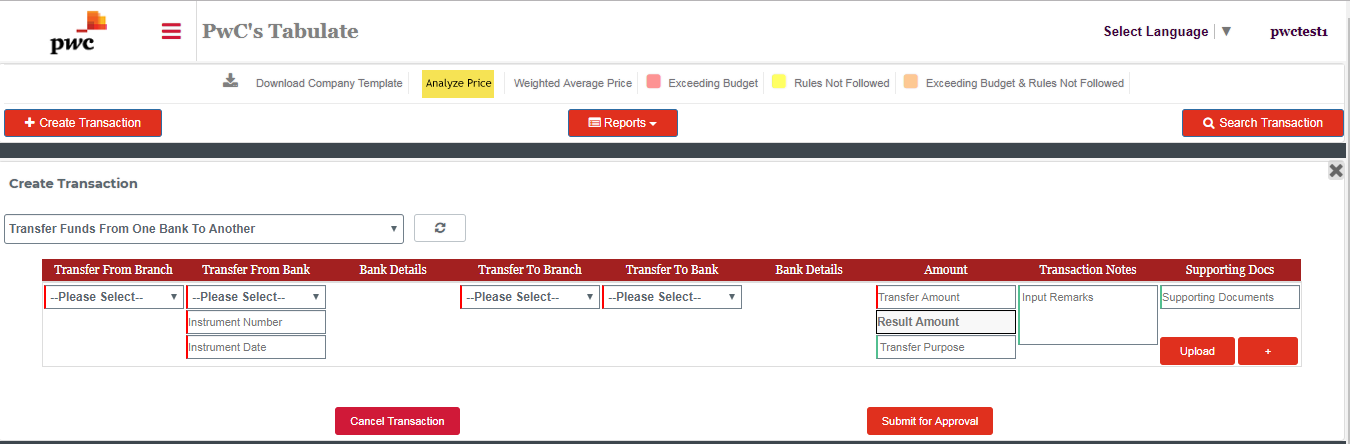 pwc
PwC's Tabulate
Select Language ▼
pwctest1
Download Company Template
Analyze Price
Weighted Average Price
Exceeding Budget
Rules Not Followed
Exceeding Budget & Rules Not Followed
+ Create Transaction
Reports
Search Transaction
Create Transaction
Transfer Funds From One Bank To Another
Transfer From Branch Transfer From Bank Bank Details Transfer To Branch Transfer To Bank Bank Details Amount Transaction Notes Supporting Docs
--Please Select-- --Please Select-- --Please Select-- --Please Select-- Transfer Amount Input Remarks Supporting Documents
Instrument Number Result Amount
Instrument Date Transfer Purpose
Upload +
Cancel Transaction Submit for Approval